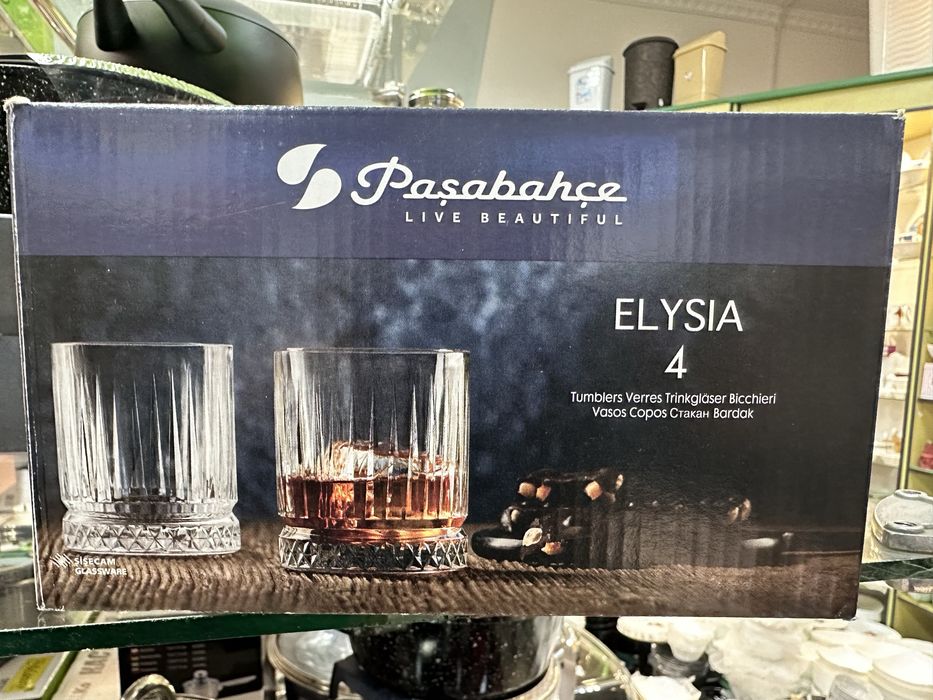 Paşabahçe
LIVE BEAUTIFUL
ELYSIA
4
Tumblers Verres Trinkgläser Bicchieri
Vasos Copos Стакан Bardak
ŞİŞECAM
GLASSWARE